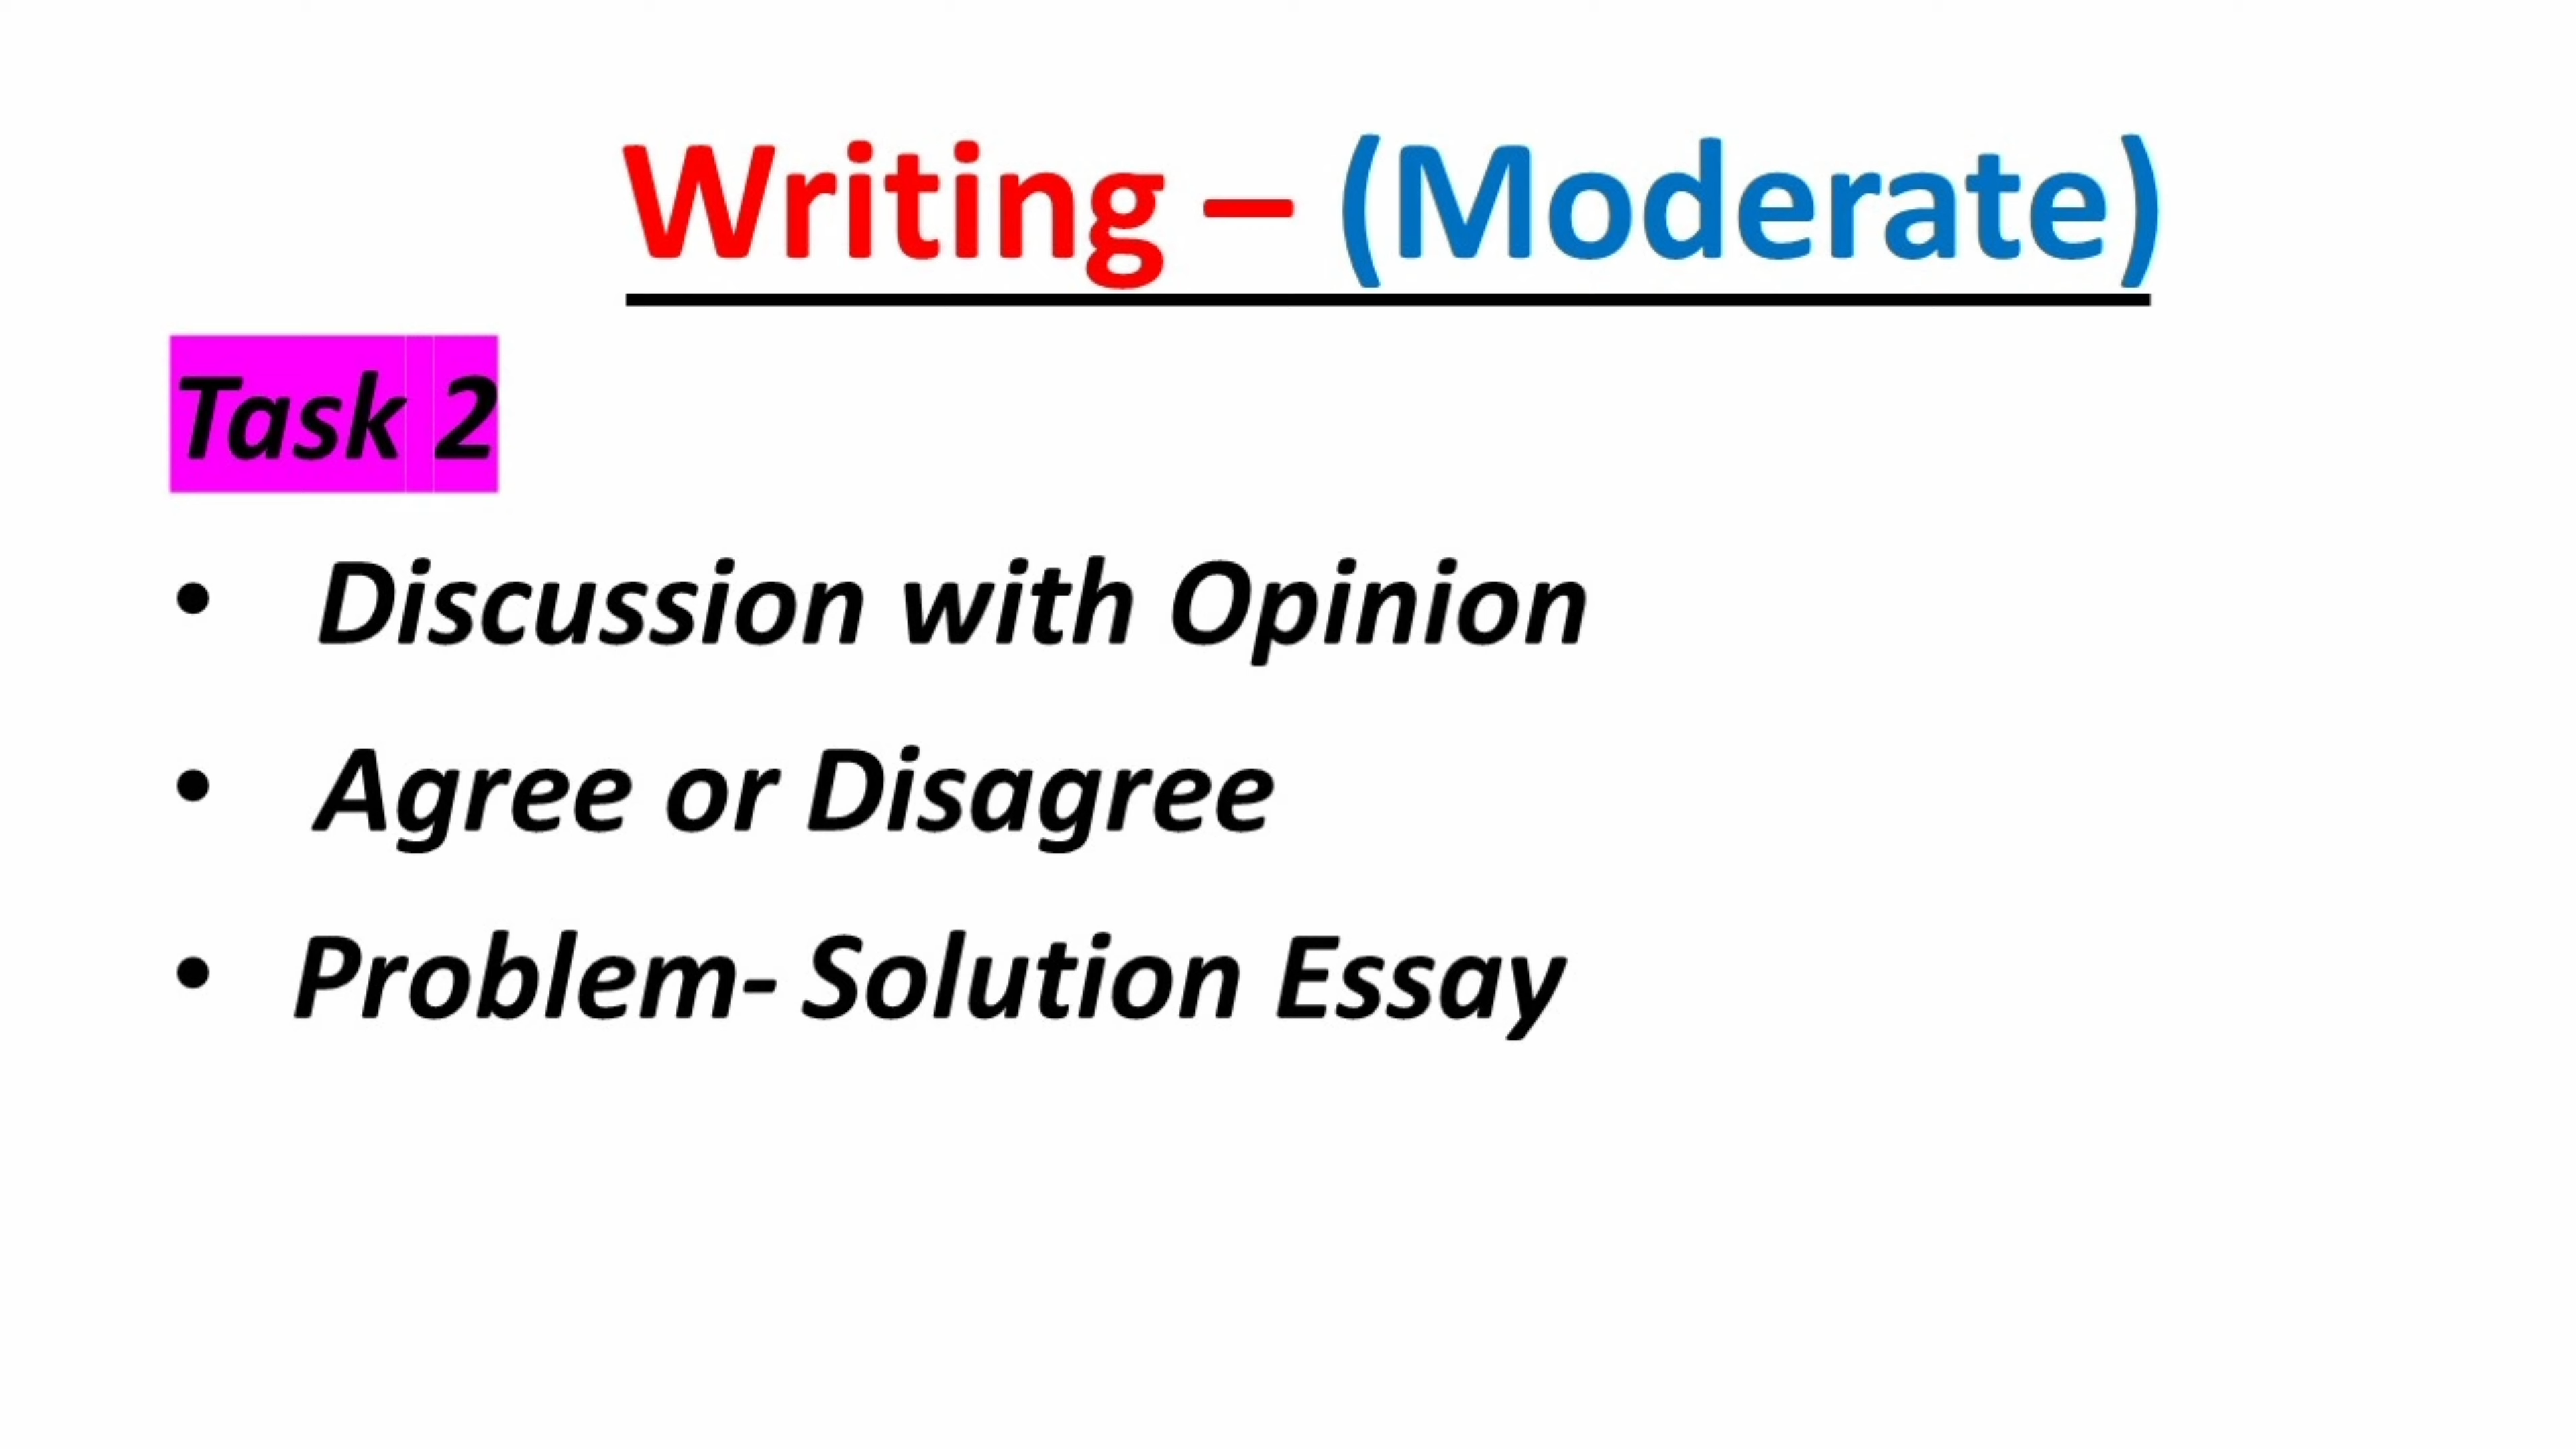 Writing – (Moderate)
Task 2
• Discussion with Opinion
• Agree or Disagree
• Problem- Solution Essay